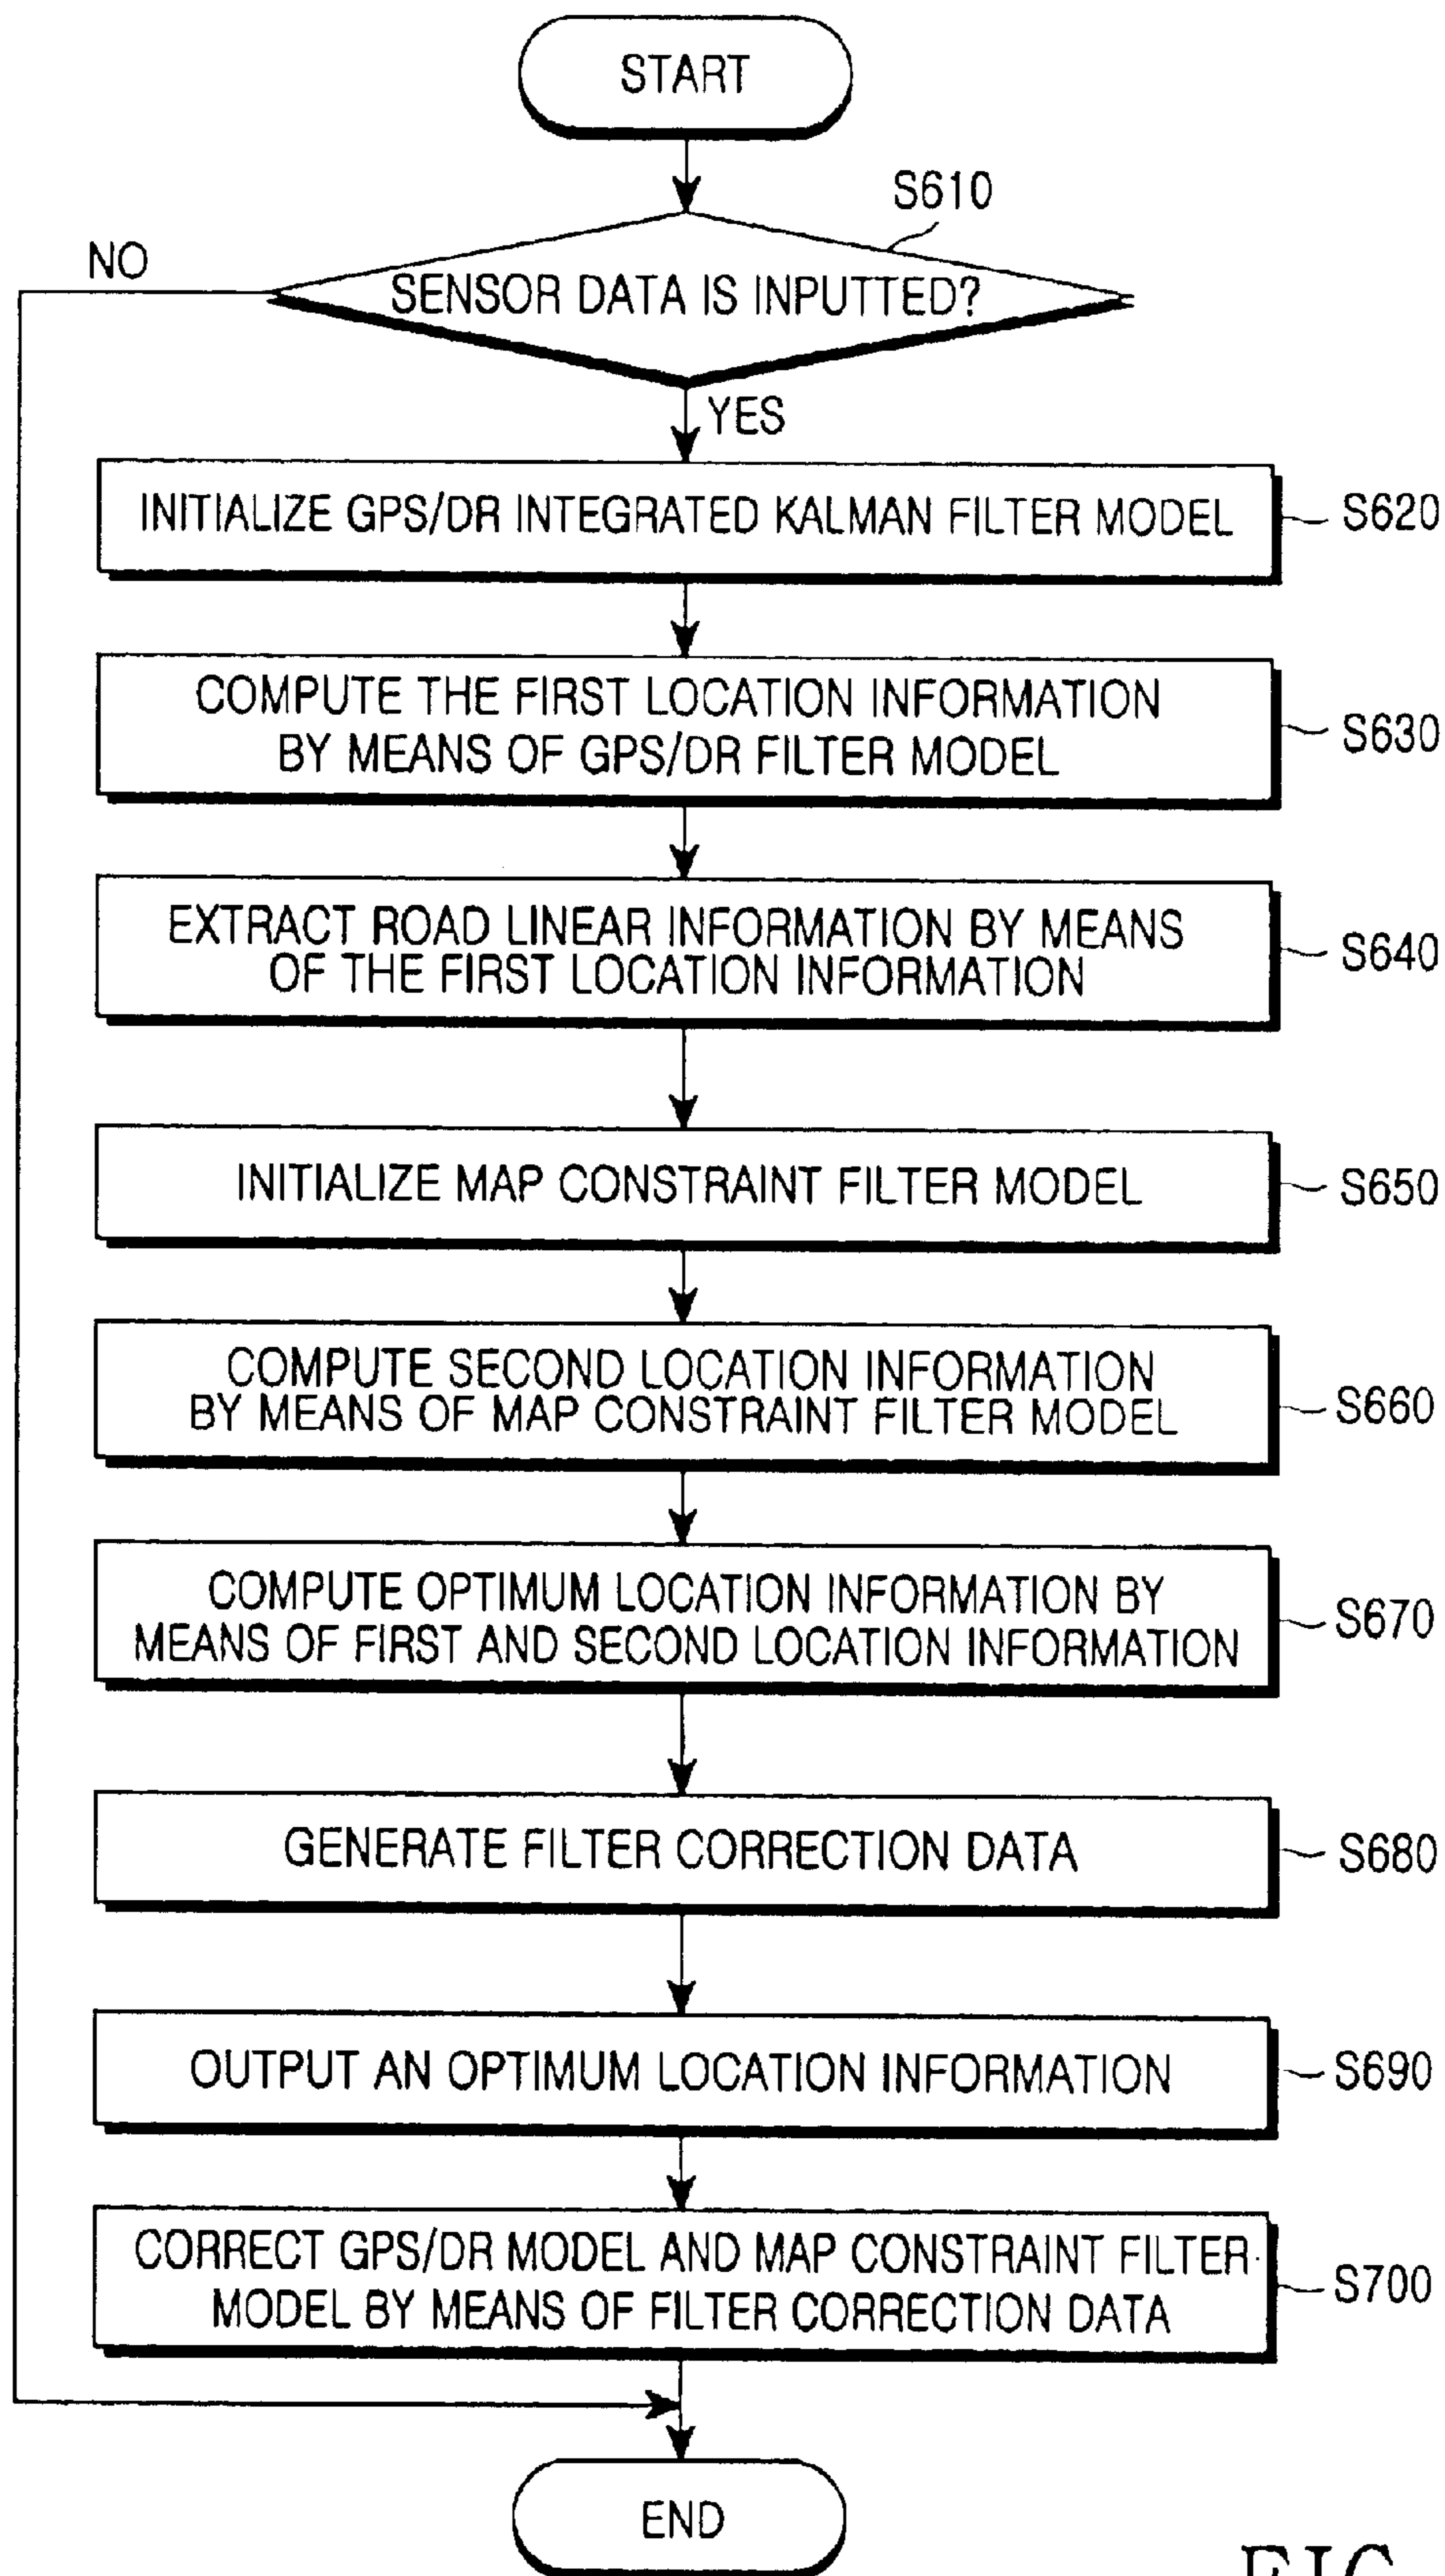 START
S610
NO
SENSOR DATA IS INPUTTED?
YES
INITIALIZE GPS/DR INTEGRATED KALMAN FILTER MODEL
S620
COMPUTE THE FIRST LOCATION INFORMATION
BY MEANS OF GPS/DR FILTER MODEL
S630
EXTRACT ROAD LINEAR INFORMATION BY MEANS
OF THE FIRST LOCATION INFORMATION
S640
INITIALIZE MAP CONSTRAINT FILTER MODEL
S650
COMPUTE SECOND LOCATION INFORMATION
BY MEANS OF MAP CONSTRAINT FILTER MODEL
S660
COMPUTE OPTIMUM LOCATION INFORMATION BY
MEANS OF FIRST AND SECOND LOCATION INFORMATION
S670
GENERATE FILTER CORRECTION DATA
S680
OUTPUT AN OPTIMUM LOCATION INFORMATION
S690
CORRECT GPS/DR MODEL AND MAP CONSTRAINT FILTER
MODEL BY MEANS OF FILTER CORRECTION DATA
S700
END